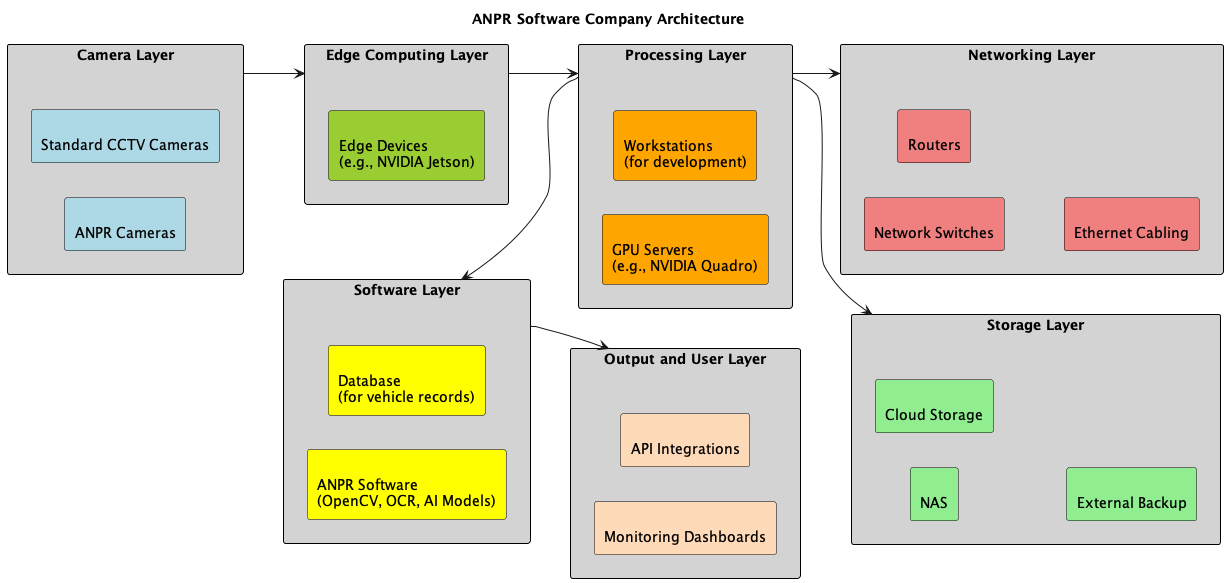 ANPR Software Company Architecture
Camera Layer
Standard CCTV Cameras
ANPR Cameras
Edge Computing Layer
Edge Devices
(e.g., NVIDIA Jetson)
Processing Layer
Workstations
(for development)
GPU Servers
(e.g., NVIDIA Quadro)
Networking Layer
Routers
Network Switches
Ethernet Cabling
Software Layer
Database
(for vehicle records)
ANPR Software
(OpenCV, OCR, AI Models)
Output and User Layer
API Integrations
Monitoring Dashboards
Storage Layer
Cloud Storage
NAS
External Backup